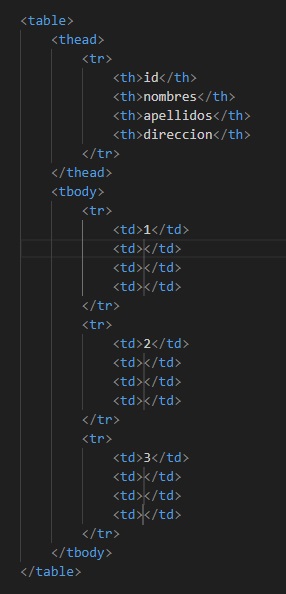 <table>
<thead>
<tr>
<th>id</th>
<th>nombres</th>
<th>apellidos</th>
<th>direccion</th>
</tr>
</thead>
<tbody>
<tr>
<td>1</td>
<td></td>
<td></td>
<td></td>
</tr>
<tr>
<td>2</td>
<td></td>
<td></td>
<td></td>
</tr>
<tr>
<td>3</td>
<td></td>
<td></td>
<td></td>
</tr>
</tbody>
</table>